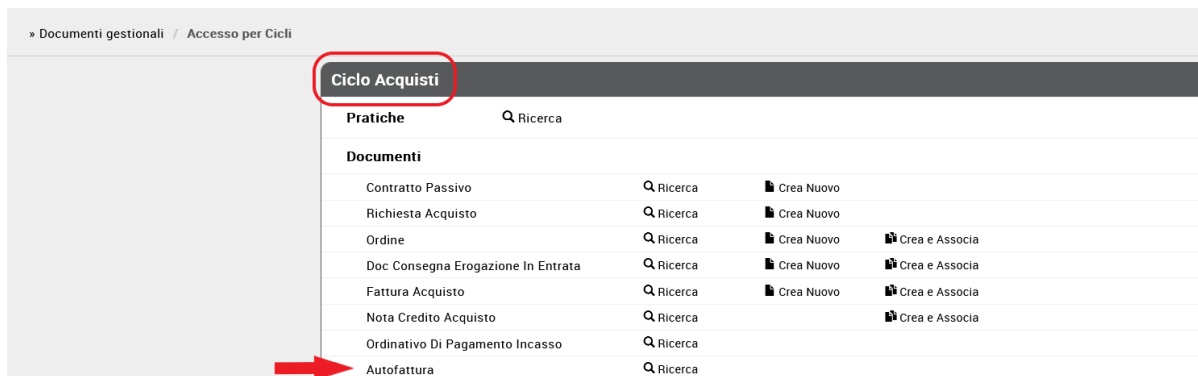 » Documenti gestionali / Accesso per Cicli
Ciclo Acquisti
Pratiche Ricerca
Documenti
Contratto Passivo Ricerca Crea Nuovo
Richiesta Acquisto Ricerca Crea Nuovo
Ordine Ricerca Crea Nuovo Crea e Associa
Doc Consegna Erogazione In Entrata Ricerca Crea Nuovo Crea e Associa
Fattura Acquisto Ricerca Crea Nuovo Crea e Associa
Nota Credito Acquisto Ricerca Crea e Associa
Ordinativo Di Pagamento Incasso Ricerca
Autofattura Ricerca